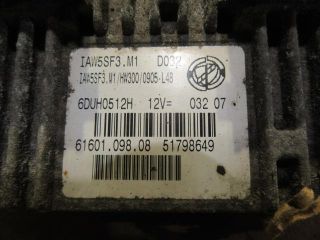 IAW5SF3.M1 D032
IAW5SF3.M1/HW300/0905-L48
6DUH0512H 12V= 032 07
61601.098.08 51798649